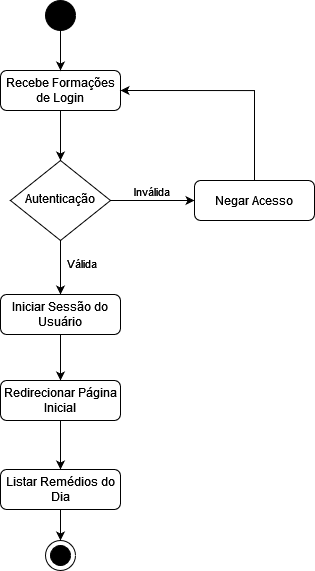 Recebe Formações
de Login
Autenticação
Inválida
Negar Acesso
Válida
Iniciar Sessão do
Usuário
Redirecionar Página
Inicial
Listar Remédios do
Dia